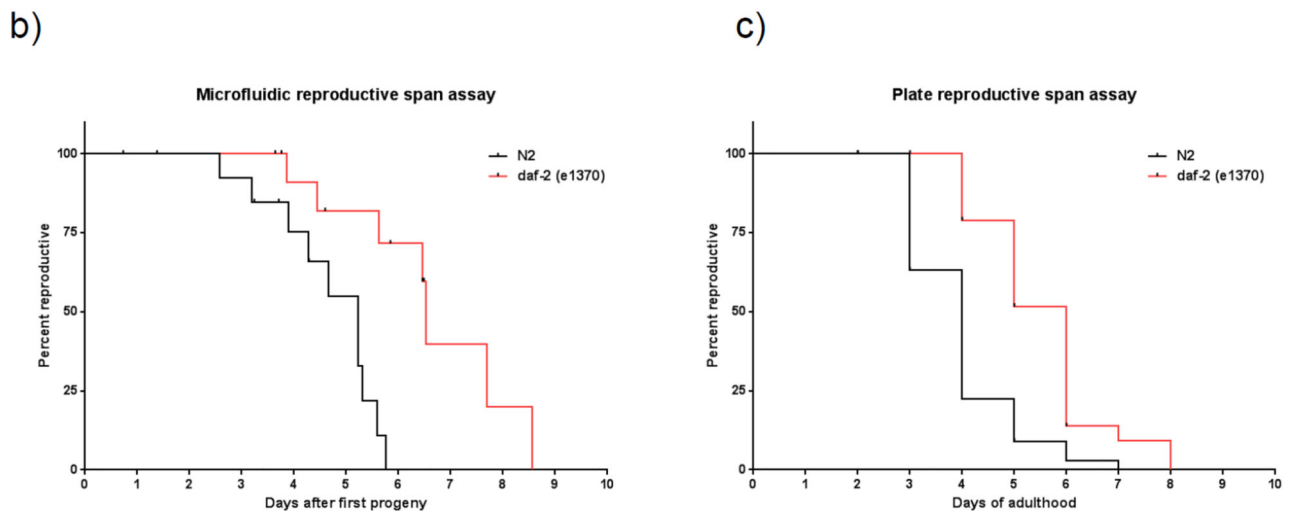 b)
Microfluidic reproductive span assay
N2
daf-2 (e1370)
100
75
50
25
0
Percent reproductive
0 1 2 3 4 5 6 7 8 9 10
Days after first progeny
c)
Plate reproductive span assay
N2
daf-2 (e1370)
100
75
50
25
0
Percent reproductive
0 1 2 3 4 5 6 7 8 9 10
Days of adulthood